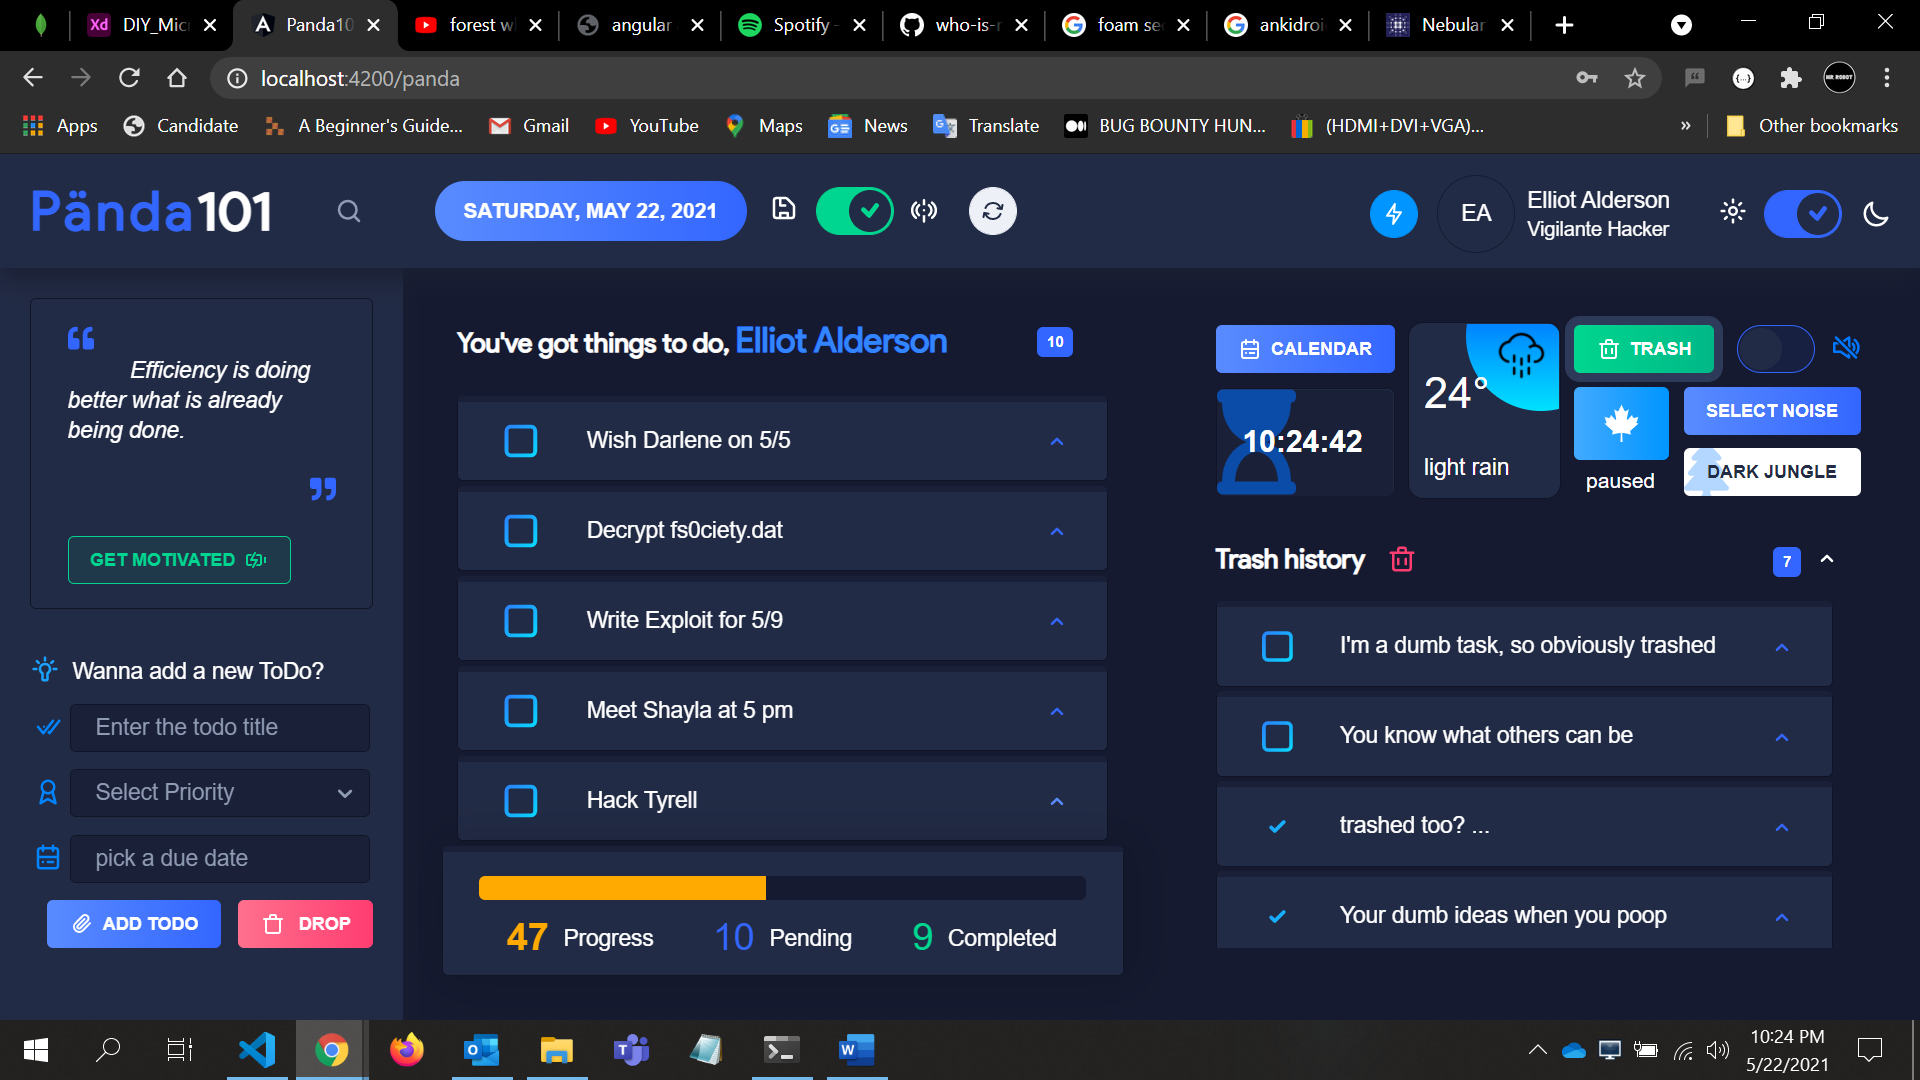 DIY_Mic
Panda10
forest w
angular
Spotify -
who-is-r
foam se
ankidroi
Nebular
localhost:4200/panda
Apps
Candidate
A Beginner's Guide...
Gmail
YouTube
Maps
News
Translate
BUG BOUNTY HUN...
(HDMI+DVI+VGA)...
»
Other bookmarks
Pända101
SATURDAY, MAY 22, 2021
EA
Elliot Alderson
Vigilante Hacker
Efficiency is doing
better what is already
being done.
GET MOTIVATED
Wanna add a new ToDo?
Enter the todo title
Select Priority
pick a due date
ADD TODO
DROP
You've got things to do, Elliot Alderson
10
Wish Darlene on 5/5
Decrypt fs0ciety.dat
Write Exploit for 5/9
Meet Shayla at 5 pm
Hack Tyrell
47 Progress
10 Pending
9 Completed
CALENDAR
10:24:42
24°
light rain
TRASH
paused
SELECT NOISE
DARK JUNGLE
Trash history
7
I'm a dumb task, so obviously trashed
You know what others can be
trashed too? ...
Your dumb ideas when you poop
10:24 PM
5/22/2021